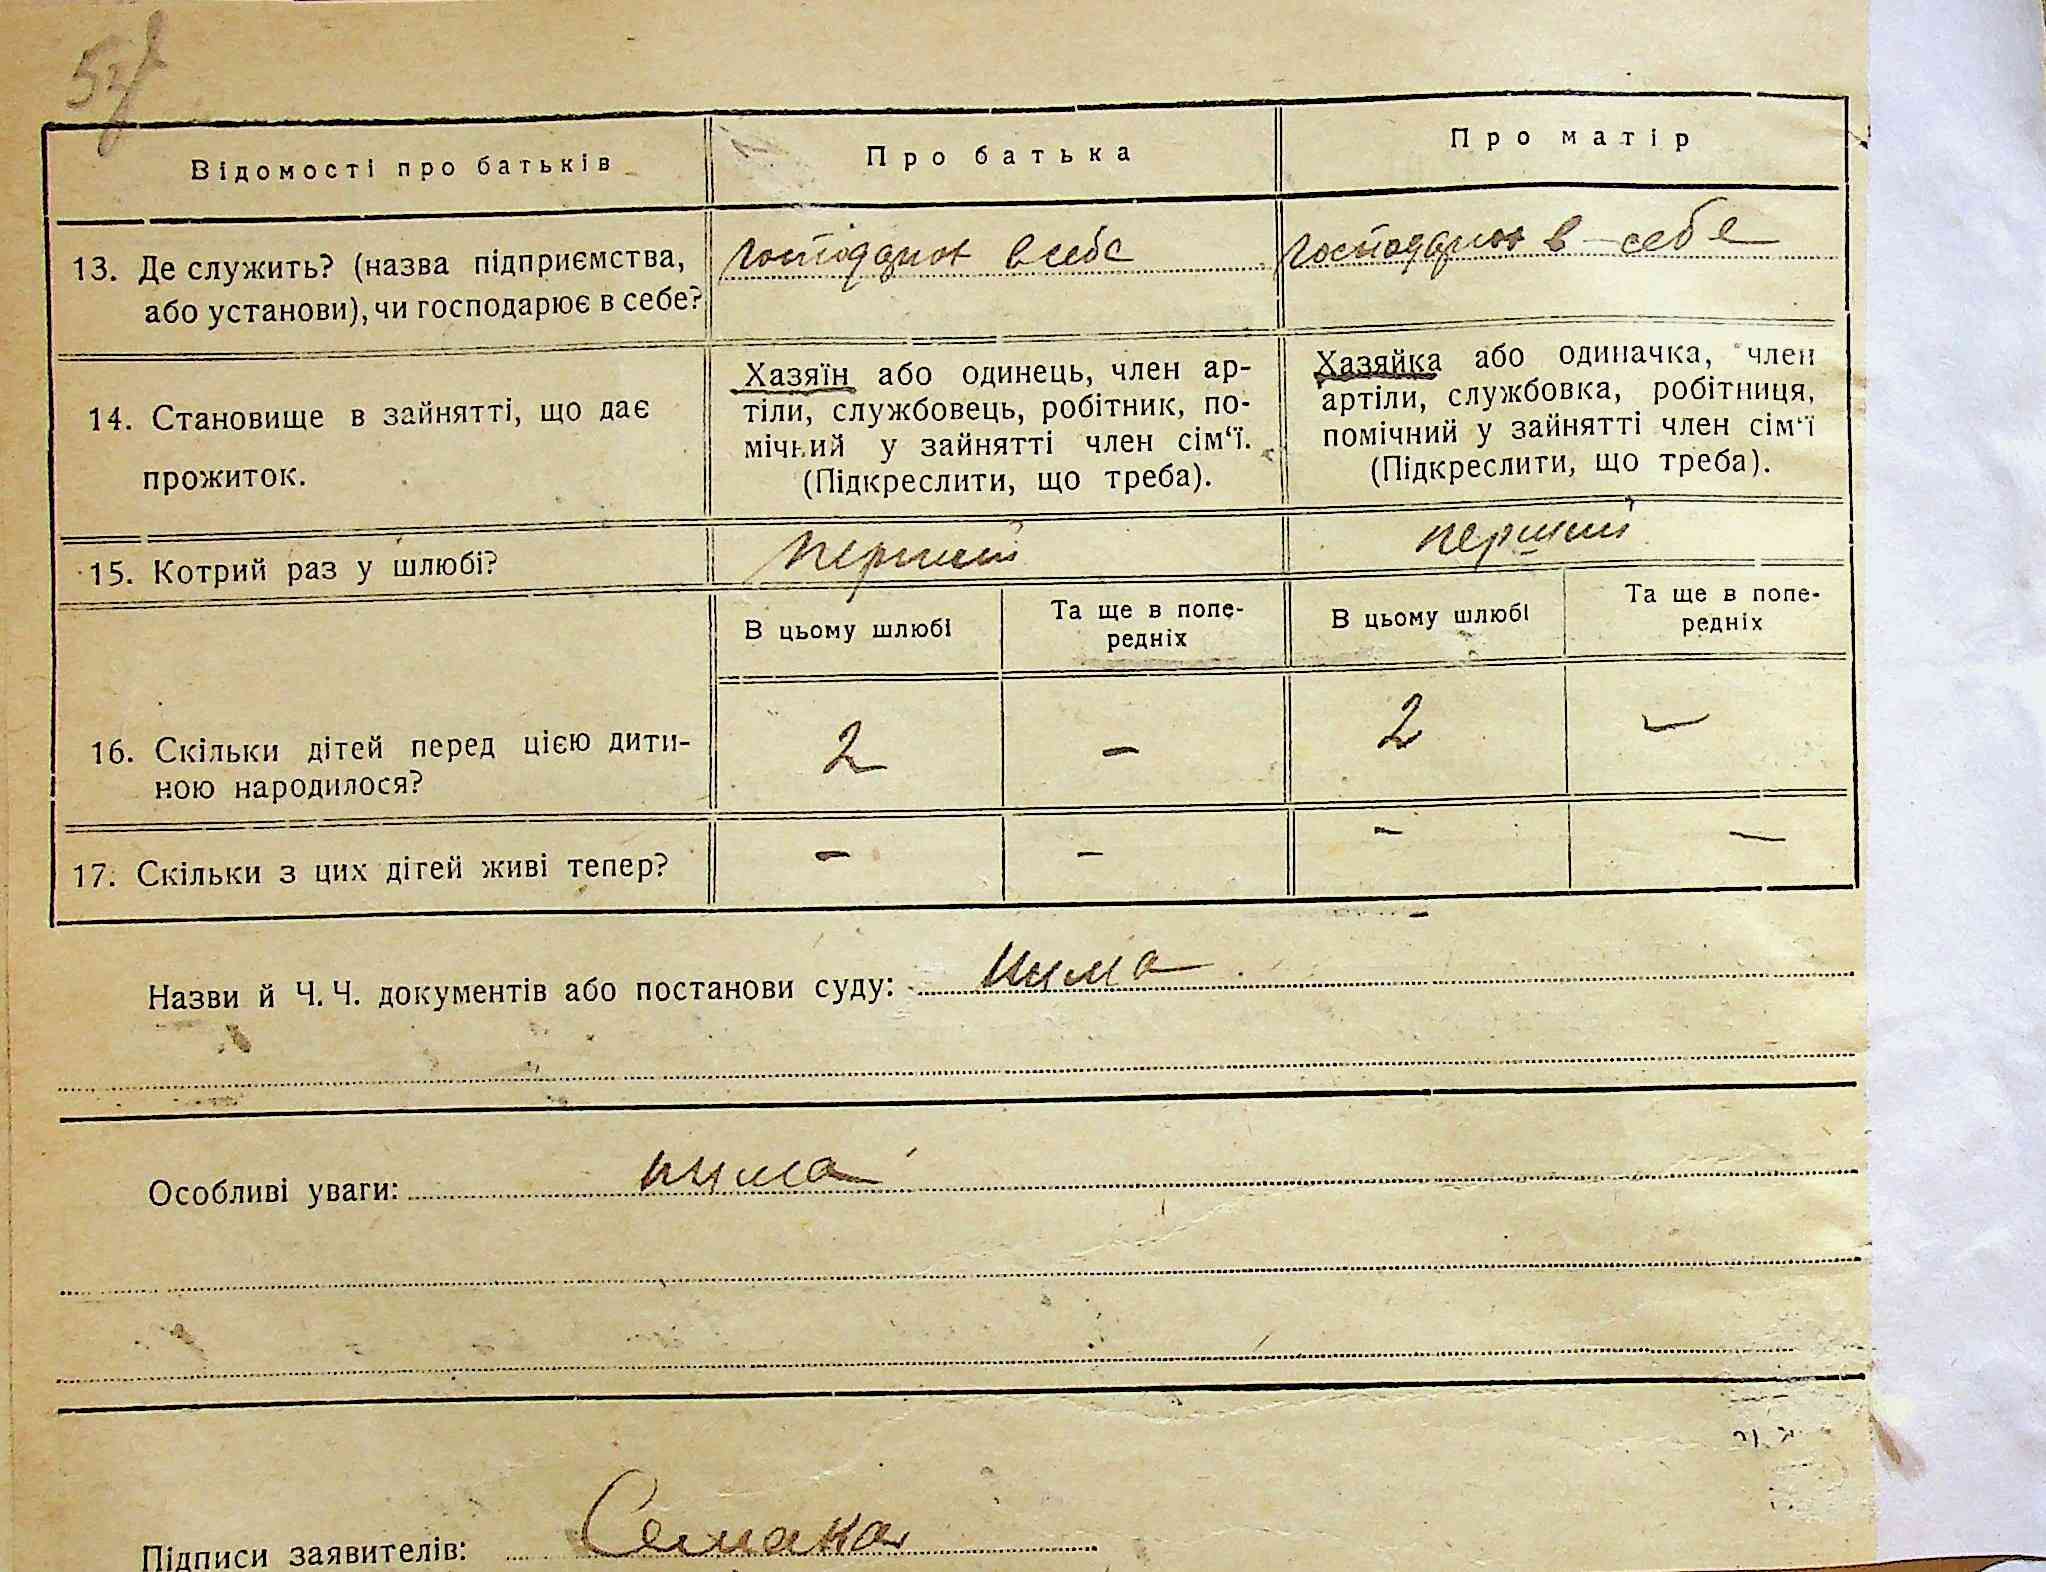 Відомості про батьків
Про батька
Про матір
13. Де служить? (назва підприємства,
або установи), чи господарює в себе?
господарює в себе
господарює в себе
14. Становище в зайнятті, що дає
прожиток.
Хазяїн або одинець, член ар-
тіли, службовець, робітник, по-
мічний у зайнятті член сім‘ї.
(Підкреслити, що треба).
Хазяйка або одиначка, член
артіли, службовка, робітниця,
помічний у зайнятті член сім‘ї
(Підкреслити, що треба).
15. Котрий раз у шлюбі?
перший
перший
В цьому шлюбі
Та ще в попе-
редніх
В цьому шлюбі
Та ще в попе-
редніх
16. Скільки дітей перед цією дити-
ною народилося?
2
–
2
–
17. Скільки з цих дітей живі тепер?
–
–
–
–
Назви й Ч. Ч. документів або постанови суду: нима
Особливі уваги: нима
Підписи заявителів: Семака